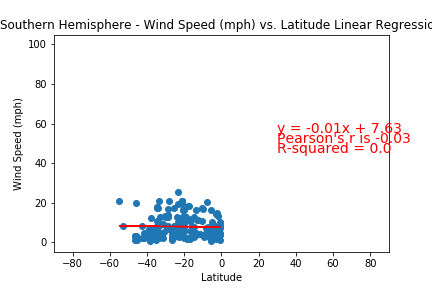 Southern Hemisphere - Wind Speed (mph) vs. Latitude Linear Regressio
100
80
60
40
20
0
Wind Speed (mph)
y = -0.01x + 7.63
Pearson's r is -0.03
R-squared = 0.0
-80 -60 -40 -20 0 20 40 60 80
Latitude